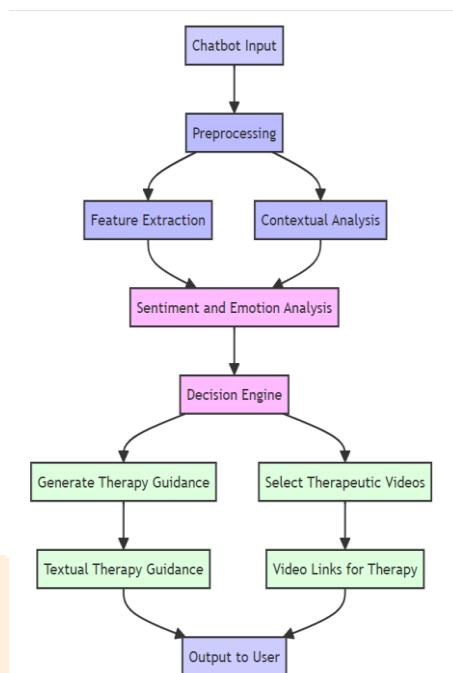 Chatbot Input
Preprocessing
Feature Extraction
Contextual Analysis
Sentiment and Emotion Analysis
Decision Engine
Generate Therapy Guidance
Select Therapeutic Videos
Textual Therapy Guidance
Video Links for Therapy
Output to User